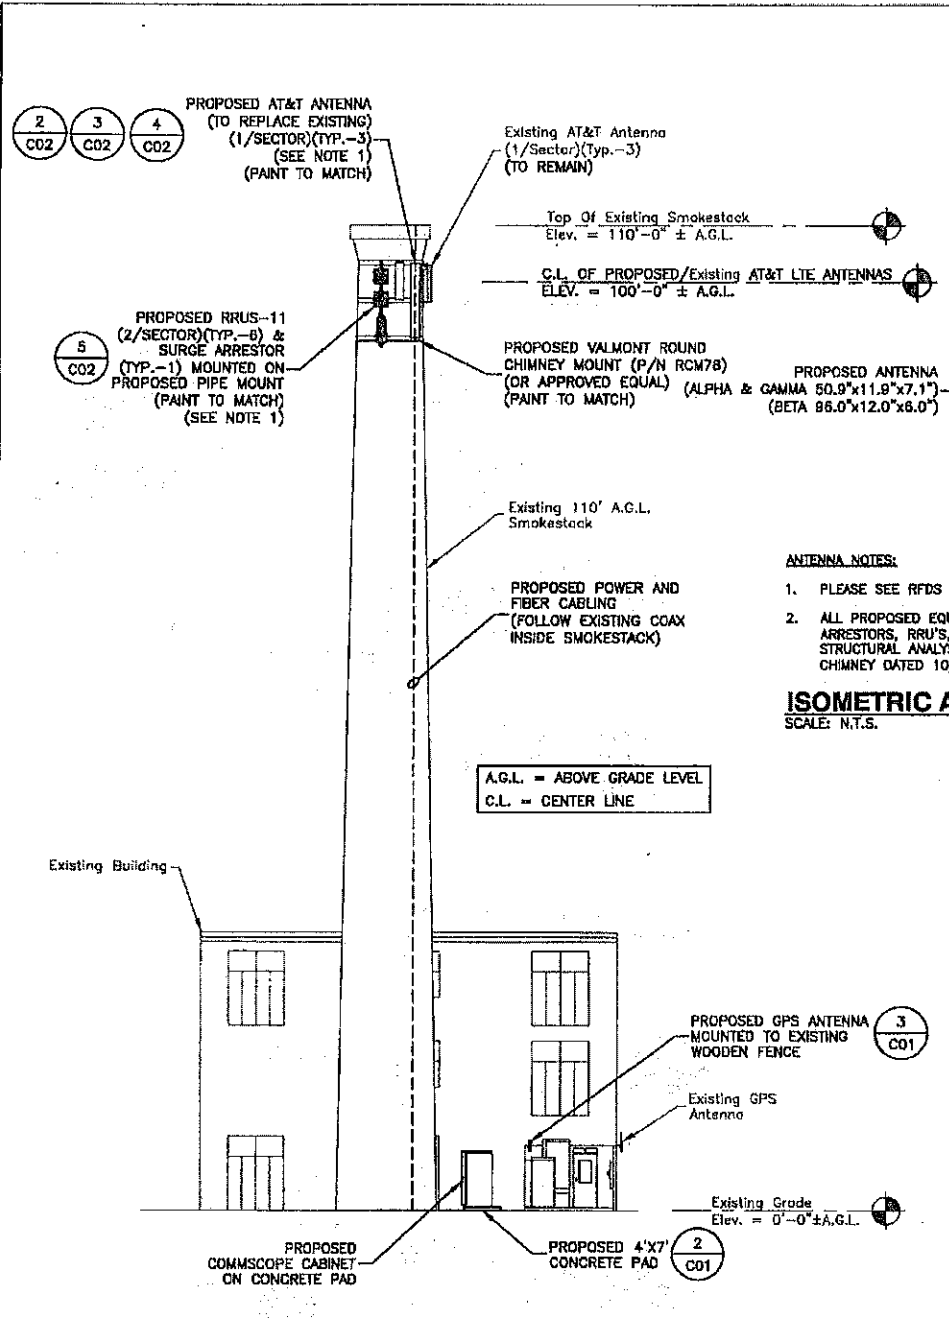 2
C02
3
C02
4
C02
PROPOSED AT&T ANTENNA
(TO REPLACE EXISTING)
(1/SECTOR)(TYP.-3)
(SEE NOTE 1)
(PAINT TO MATCH)
Existing AT&T Antenna
(1/Sector)(Typ.-3)
(TO REMAIN)
Top Of Existing Smokestack
Elev. = 110'-0" ± A.G.L.
C.L. OF PROPOSED/Existing AT&T LTE ANTENNAS
ELEV. = 100'-0" ± A.G.L.
5
C02
PROPOSED RRUS-11
(2/SECTOR)(TYP.-6) &
SURGE ARRESTOR
(TYP.-1) MOUNTED ON
PROPOSED PIPE MOUNT
(PAINT TO MATCH)
(SEE NOTE 1)
PROPOSED VALMONT ROUND
CHIMNEY MOUNT (P/N RCM78)
(OR APPROVED EQUAL)
(PAINT TO MATCH)
PROPOSED ANTENNA
(ALPHA & GAMMA 50.9"x11.9"x7.1")
(BETA 96.0"x12.0"x6.0")
Existing 110' A.G.L.
Smokestack
PROPOSED POWER AND
FIBER CABLING
(FOLLOW EXISTING COAX
INSIDE SMOKESTACK)
ANTENNA NOTES:
1. PLEASE SEE RFDS
2. ALL PROPOSED EQU
ARRESTORS, RRU'S,
STRUCTURAL ANALYS
CHIMNEY DATED 10
ISOMETRIC A
SCALE: N.T.S.
A.G.L. = ABOVE GRADE LEVEL
C.L. = CENTER LINE
Existing Building
PROPOSED GPS ANTENNA
MOUNTED TO EXISTING
WOODEN FENCE
3
C01
Existing GPS
Antenna
Existing Grade
Elev. = 0'-0"±A.G.L.
PROPOSED
COMMSCOPE CABINET
ON CONCRETE PAD
PROPOSED 4'X7'
CONCRETE PAD
2
C01